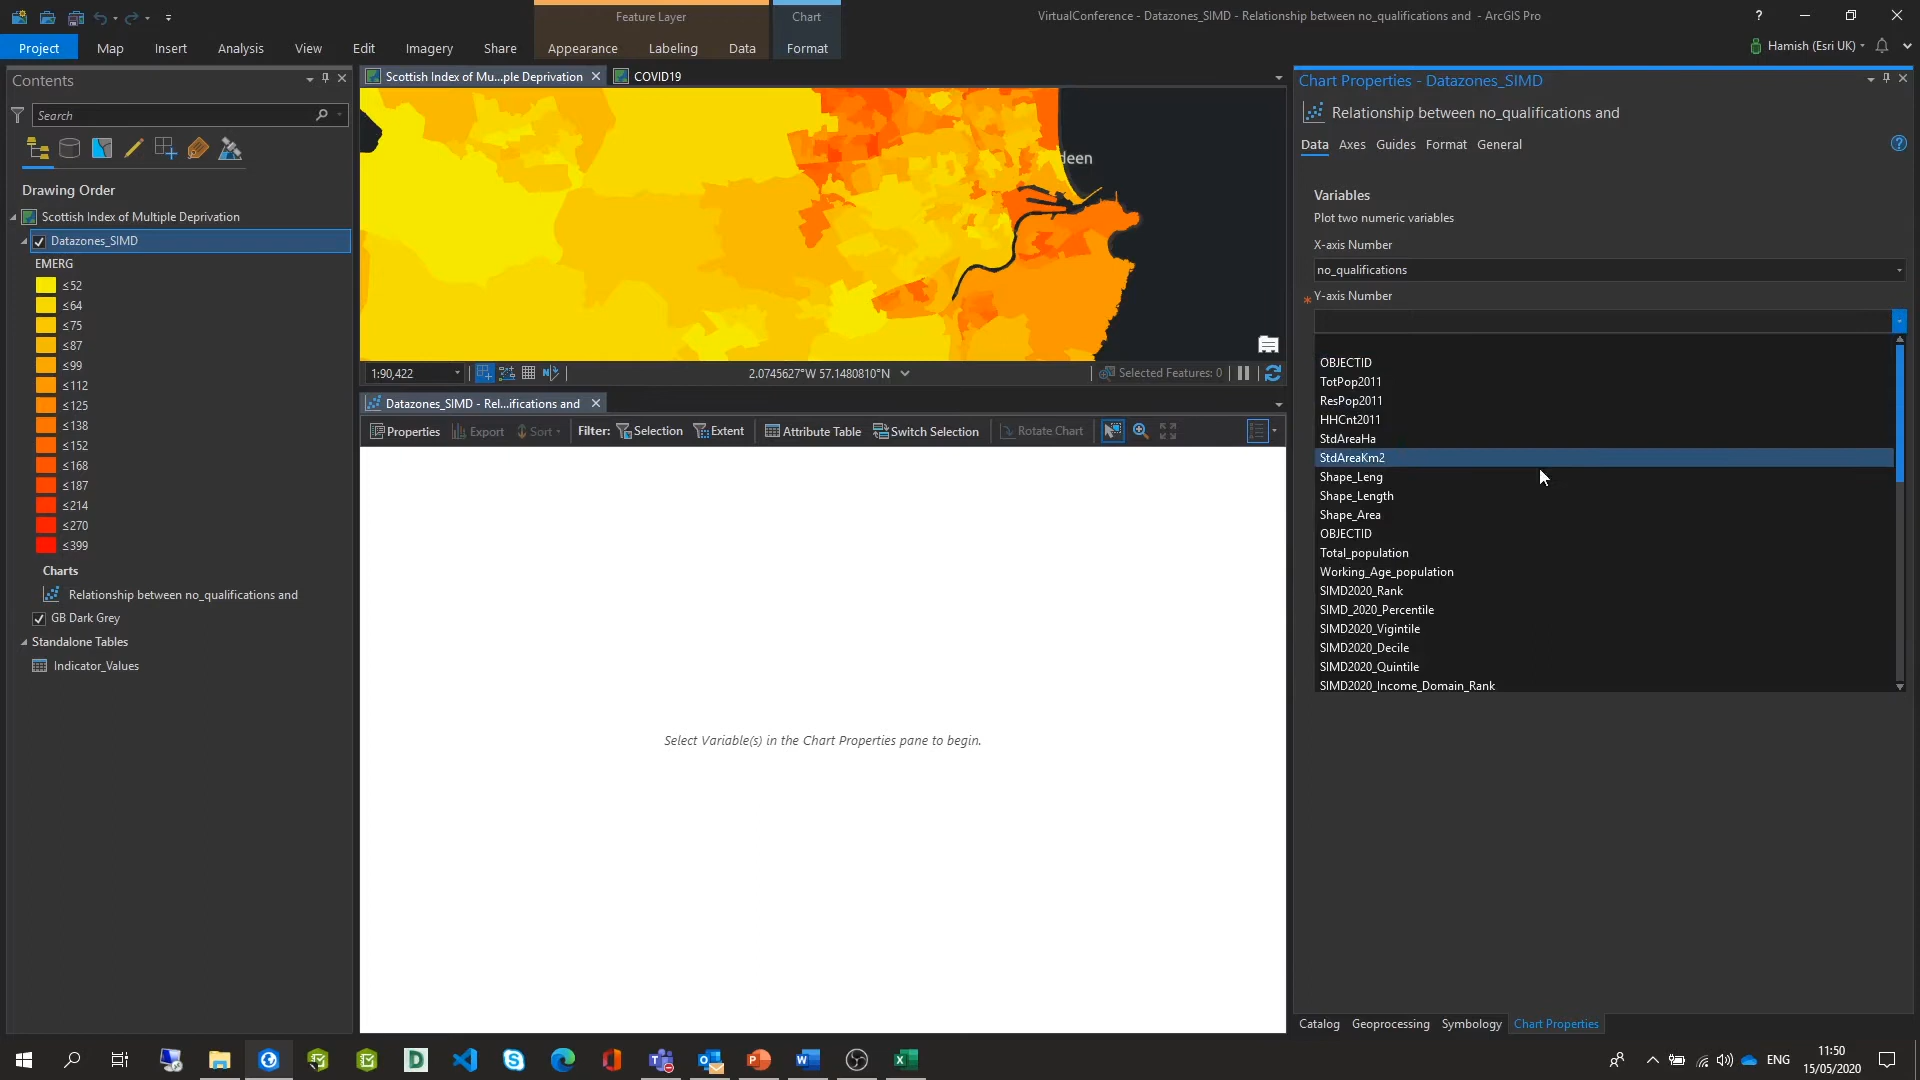 Feature Layer
Chart
VirtualConference - Datazones_SIMD - Relationship between no_qualifications and - ArcGIS Pro
?
Project
Map
Insert
Analysis
View
Edit
Imagery
Share
Appearance
Labeling
Data
Format
Hamish (Esri UK)
Contents
Search
Drawing Order
Scottish Index of Multiple Deprivation
Datazones_SIMD
EMERG
≤52
≤64
≤75
≤87
≤99
≤112
≤125
≤138
≤152
≤168
≤187
≤214
≤270
≤399
Charts
Relationship between no_qualifications and
GB Dark Grey
Standalone Tables
Indicator_Values
Scottish Index of Mu...ple Deprivation
COVID19
deen
1:90,422
2.0745627°W 57.1480810°N
Selected Features: 0
Datazones_SIMD - Rel...ifications and
Properties
Export
Sort
Filter:
Selection
Extent
Attribute Table
Switch Selection
Rotate Chart
Select Variable(s) in the Chart Properties pane to begin.
Chart Properties - Datazones_SIMD
Relationship between no_qualifications and
Data
Axes
Guides
Format
General
?
Variables
Plot two numeric variables
X-axis Number
no_qualifications
* Y-axis Number
OBJECTID
TotPop2011
ResPop2011
HHCnt2011
StdAreaHa
StdAreaKm2
Shape_Leng
Shape_Length
Shape_Area
OBJECTID
Total_population
Working_Age_population
SIMD2020_Rank
SIMD_2020_Percentile
SIMD2020_Vigintile
SIMD2020_Decile
SIMD2020_Quintile
SIMD2020_Income_Domain_Rank
Catalog
Geoprocessing
Symbology
Chart Properties
ENG
11:50
15/05/2020